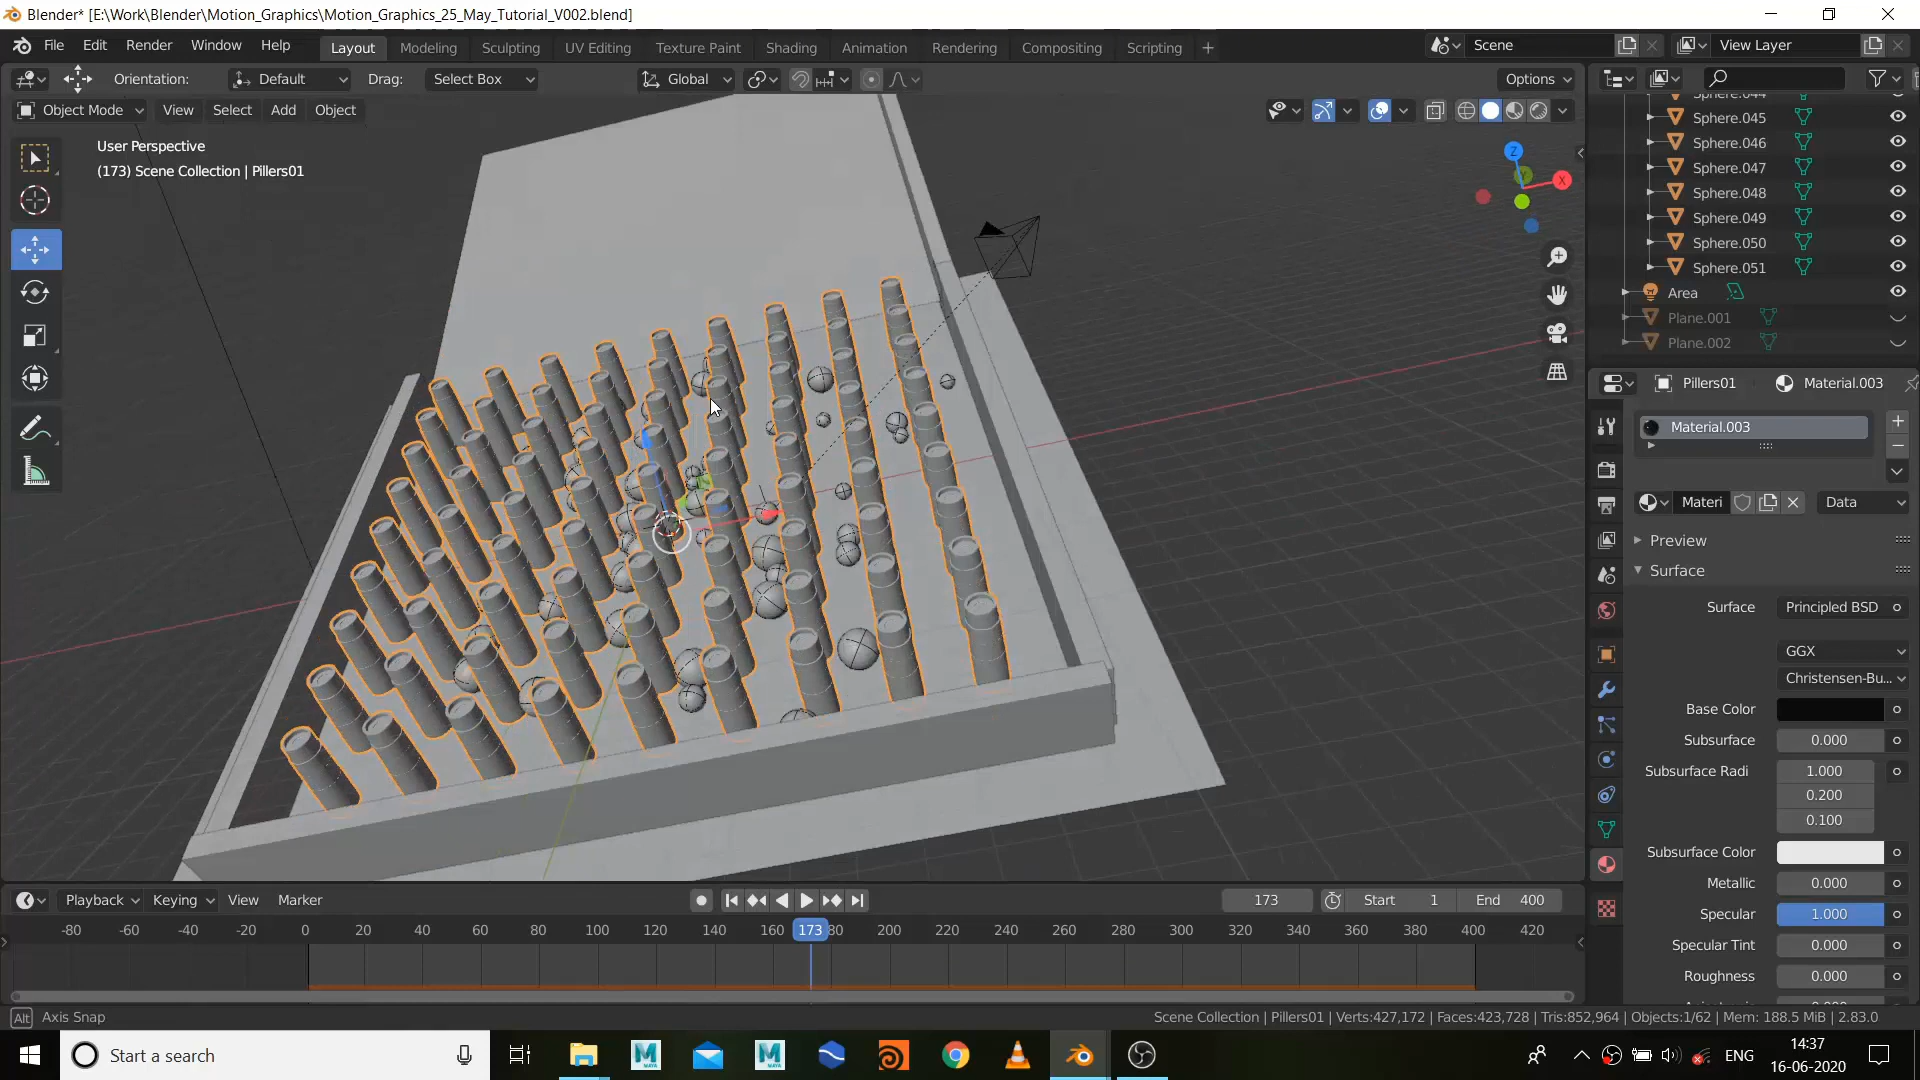 Blender* [E:\Work\Blender\Motion_Graphics\Motion_Graphics_25_May_Tutorial_V002.blend]
File Edit Render Window Help Layout Modeling Sculpting UV Editing Texture Paint Shading Animation Rendering Compositing Scripting + Scene View Layer
Orientation: Default Drag: Select Box Global Options
Object Mode View Select Add Object
User Perspective
(173) Scene Collection | Pillers01
Z
X
Sphere.044
Sphere.045
Sphere.046
Sphere.047
Sphere.048
Sphere.049
Sphere.050
Sphere.051
Area
Plane.001
Plane.002
Pillers01 Material.003
Material.003
Materi Data
Preview
Surface
Surface Principled BSD
GGX
Christensen-Bu...
Base Color
Subsurface 0.000
Subsurface Radi 1.000
0.200
0.100
Subsurface Color
Metallic 0.000
Specular 1.000
Specular Tint 0.000
Roughness 0.000
Playback Keying View Marker 173 Start 1 End 400
-80 -60 -40 -20 0 20 40 60 80 100 120 140 160 173 80 200 220 240 260 280 300 320 340 360 380 400 420
Alt Axis Snap Scene Collection | Pillers01 | Verts:427,172 | Faces:423,728 | Tris:852,964 | Objects:1/62 | Mem: 188.5 MiB | 2.83.0
Start a search ENG 14:37
16-06-2020